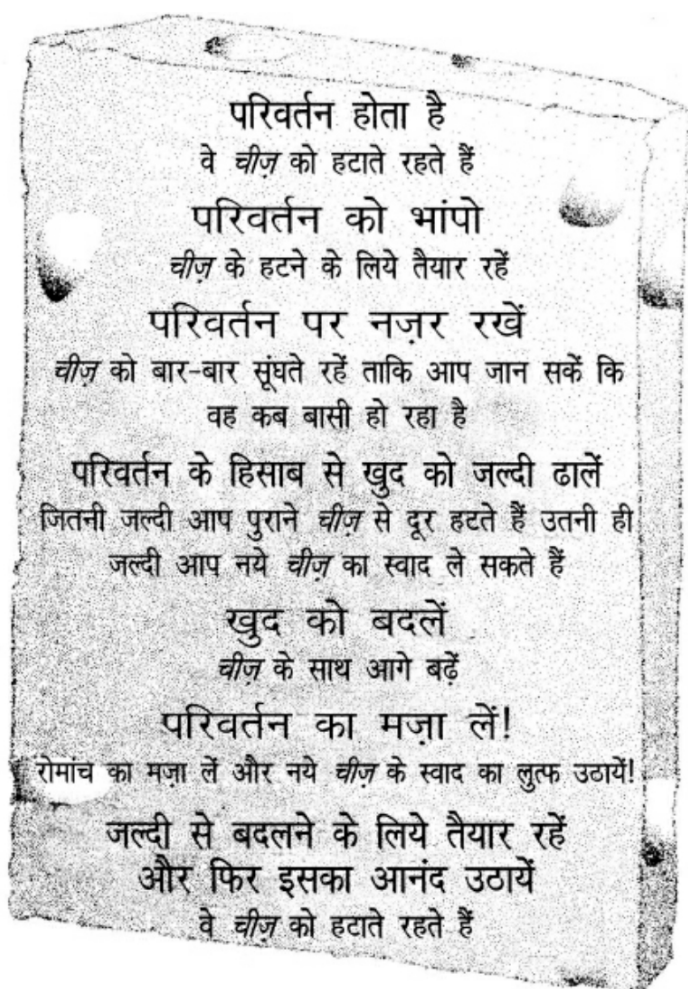 परिवर्तन होता है
वे चीज़ को हटाते रहते हैं
परिवर्तन को भांपो
चीज़ के हटने के लिये तैयार रहें
परिवर्तन पर नज़र रखें
चीज़ को बार-बार सूंघते रहें ताकि आप जान सकें कि
वह कब बासी हो रहा है
परिवर्तन के हिसाब से खुद को जल्दी ढालें
जितनी जल्दी आप पुराने चीज़ से दूर हटते हैं उतनी ही
जल्दी आप नये चीज़ का स्वाद ले सकते हैं
खुद को बदलें
चीज़ के साथ आगे बढ़ें
परिवर्तन का मज़ा लें!
रोमांच का मज़ा लें और नये चीज़ के स्वाद का लुत्फ उठायें!
जल्दी से बदलने के लिये तैयार रहें
और फिर इसका आनंद उठायें
वे चीज़ को हटाते रहते हैं